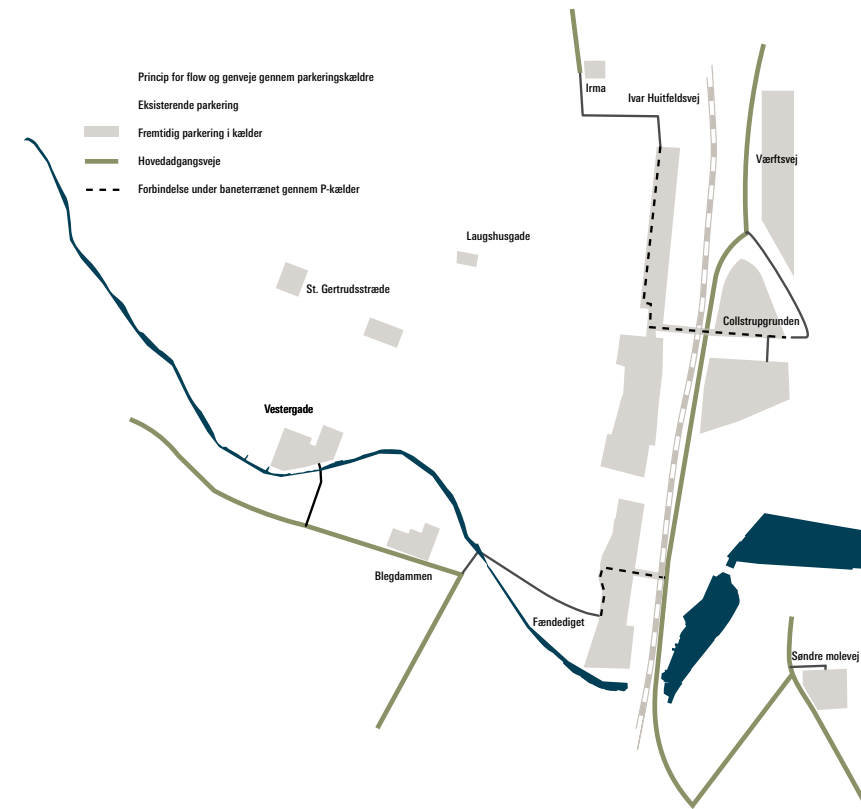 Princip for flow og genveje gennem parkeringskældre
Eksisterende parkering
Fremtidig parkering i kælder
Hovedadgangsveje
Forbindelse under baneterrænet gennem P-kælder
Irma
Ivar Huitfeldsvej
Værftsvej
Laugshusgade
St. Gertrudsstræde
Collstrupgrunden
Vestergade
Blegdammen
Fændediget
Søndre molevej